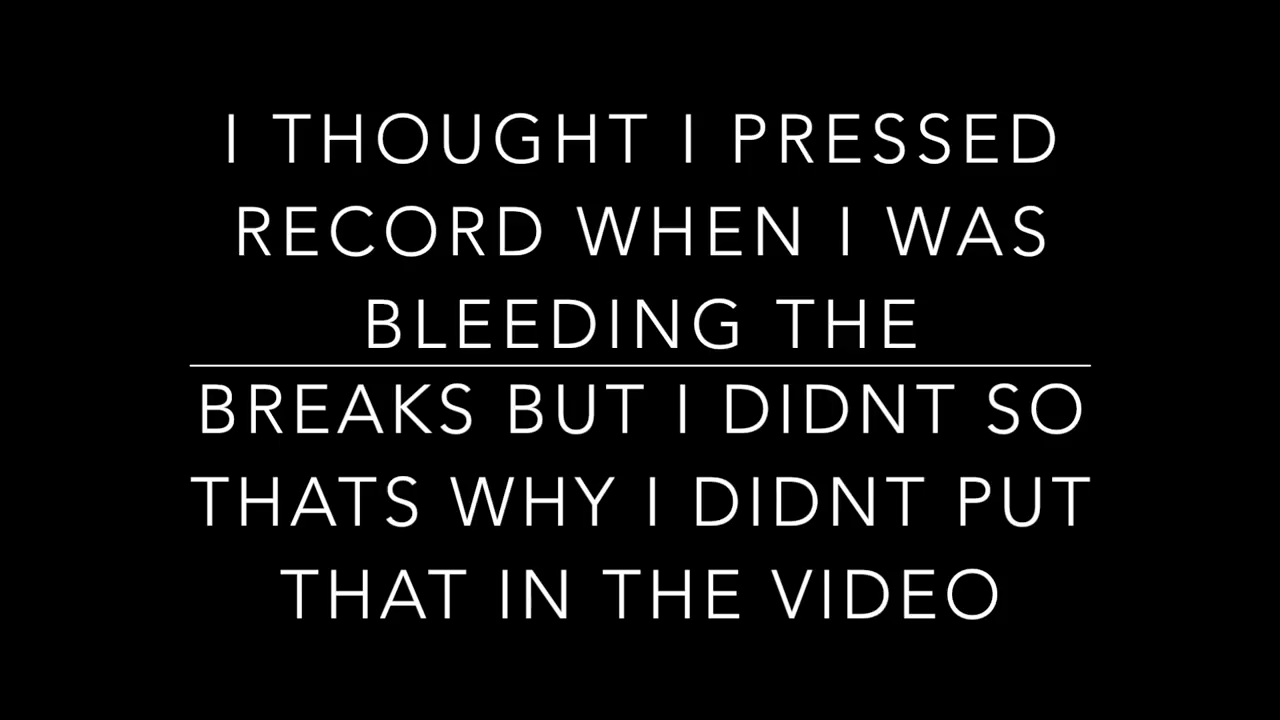 I THOUGHT I PRESSED
RECORD WHEN I WAS
BLEEDING THE
BREAKS BUT I DIDNT SO
THATS WHY I DIDNT PUT
THAT IN THE VIDEO